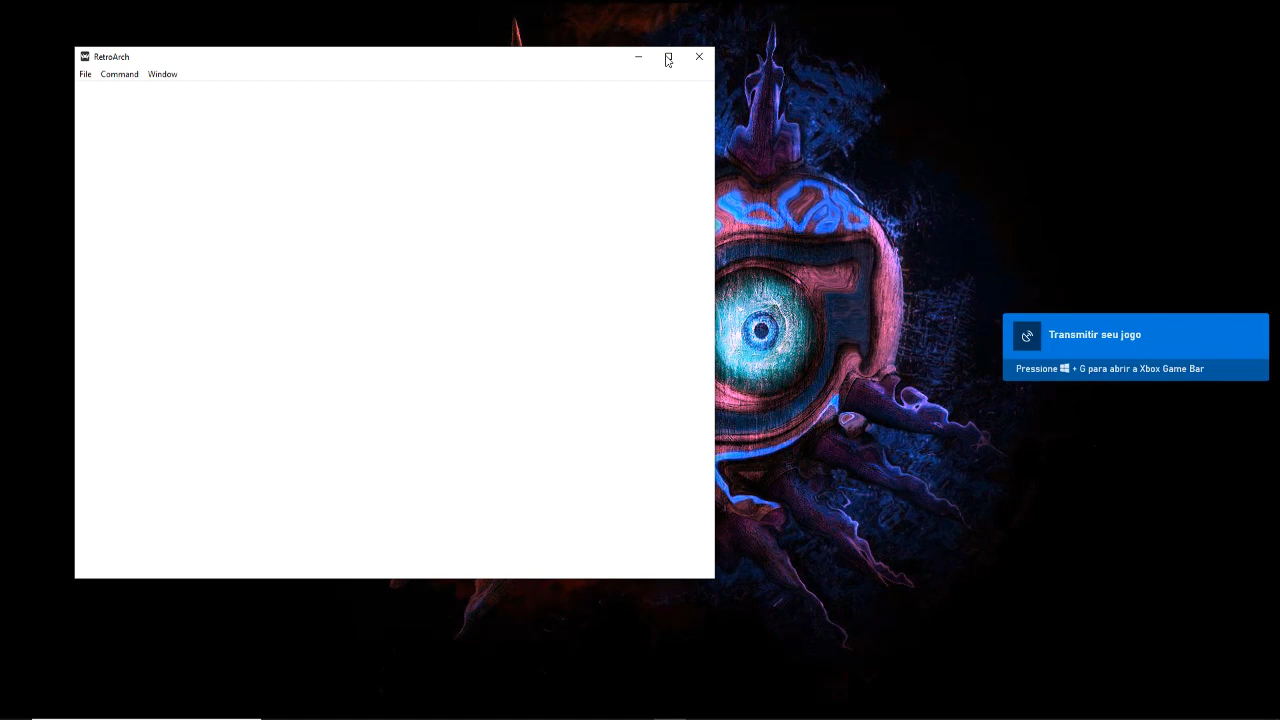 RetroArch
File Command Window
Transmitir seu jogo
Pressione + G para abrir a Xbox Game Bar